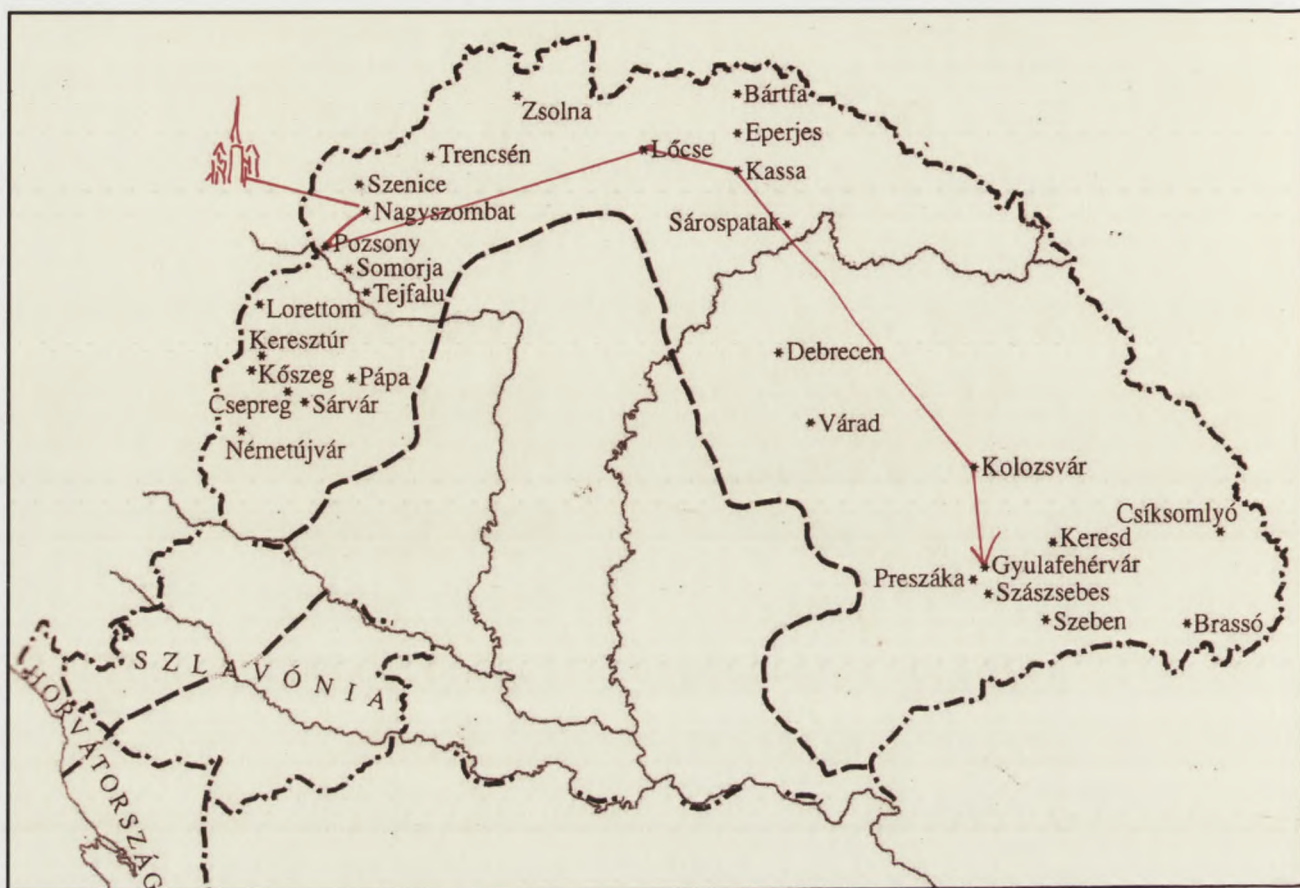 Zsolna
Bártfa
Eperjes
Trencsén
Lőcse
Kassa
Szenice
Nagyszombat
Sárospatak
Pozsony
Somorja
Tejfalu
Lorettom
Keresztúr
Debrecen
Kőszeg
Pápa
Csepreg
Sárvár
Várad
Németújvár
Kolozsvár
Csíksomlyó
Keresd
Gyulafehérvár
Preszáka
Szászsebes
Szeben
Brassó
SZLAVÓNIA
HORVÁTORSZÁG